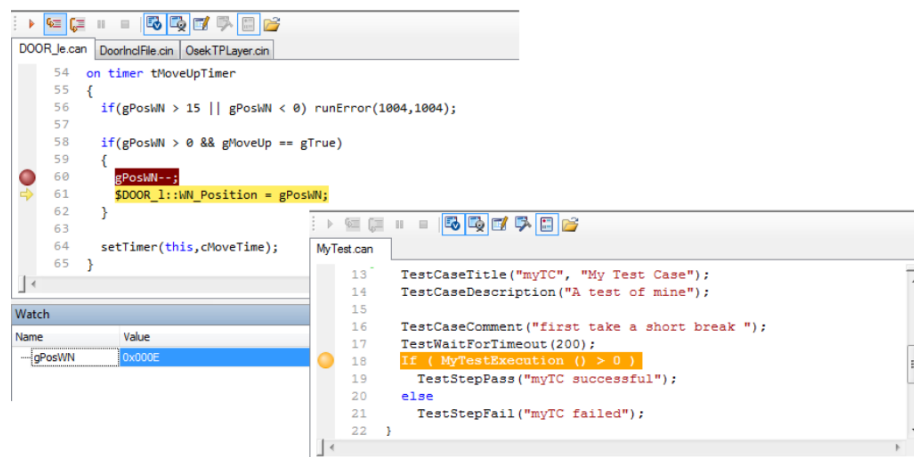 DOOR_le.can DoorInclFile.cin OsekTPLayer.cin
54 on timer tMoveUpTimer
55 {
56 if(gPosWN > 15 || gPosWN < 0) runError(1004,1004);
57
58 if(gPosWN > 0 && gMoveUp == gTrue)
59 {
60 gPosWN--;
61 $DOOR_l::WN_Position = gPosWN;
62 }
63
64 setTimer(this,cMoveTime);
65 }
Watch
Name Value
gPosWN 0x000E
MyTest.can
13 TestCaseTitle("myTC", "My Test Case");
14 TestCaseDescription("A test of mine");
15
16 TestCaseComment("first take a short break ");
17 TestWaitForTimeout(200);
18 If ( MyTestExecution () > 0 )
19 TestStepPass("myTC successful");
20 else
21 TestStepFail("myTC failed");
22 }